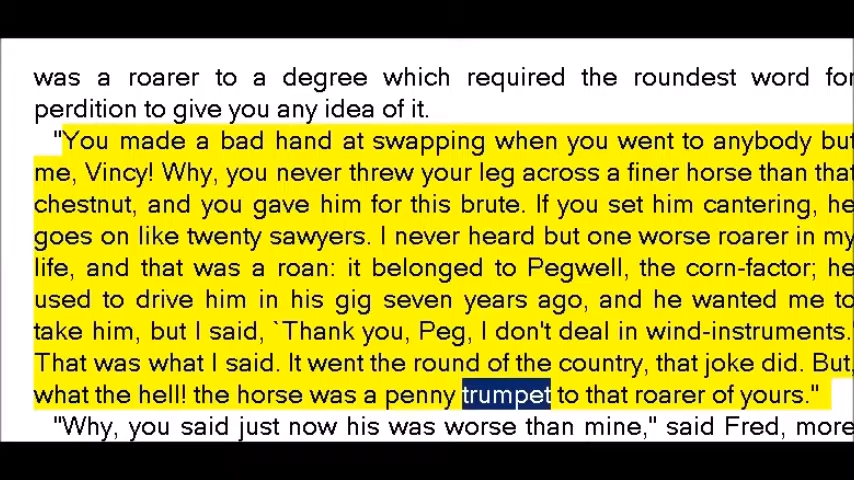 was a roarer to a degree which required the roundest word for
perdition to give you any idea of it.
"You made a bad hand at swapping when you went to anybody but
me, Vincy! Why, you never threw your leg across a finer horse than that
chestnut, and you gave him for this brute. If you set him cantering, he
goes on like twenty sawyers. I never heard but one worse roarer in my
life, and that was a roan: it belonged to Pegwell, the corn-factor; he
used to drive him in his gig seven years ago, and he wanted me to
take him, but I said, `Thank you, Peg, I don't deal in wind-instruments.'
That was what I said. It went the round of the country, that joke did. But,
what the hell! the horse was a penny trumpet to that roarer of yours."
"Why, you said just now his was worse than mine," said Fred, more